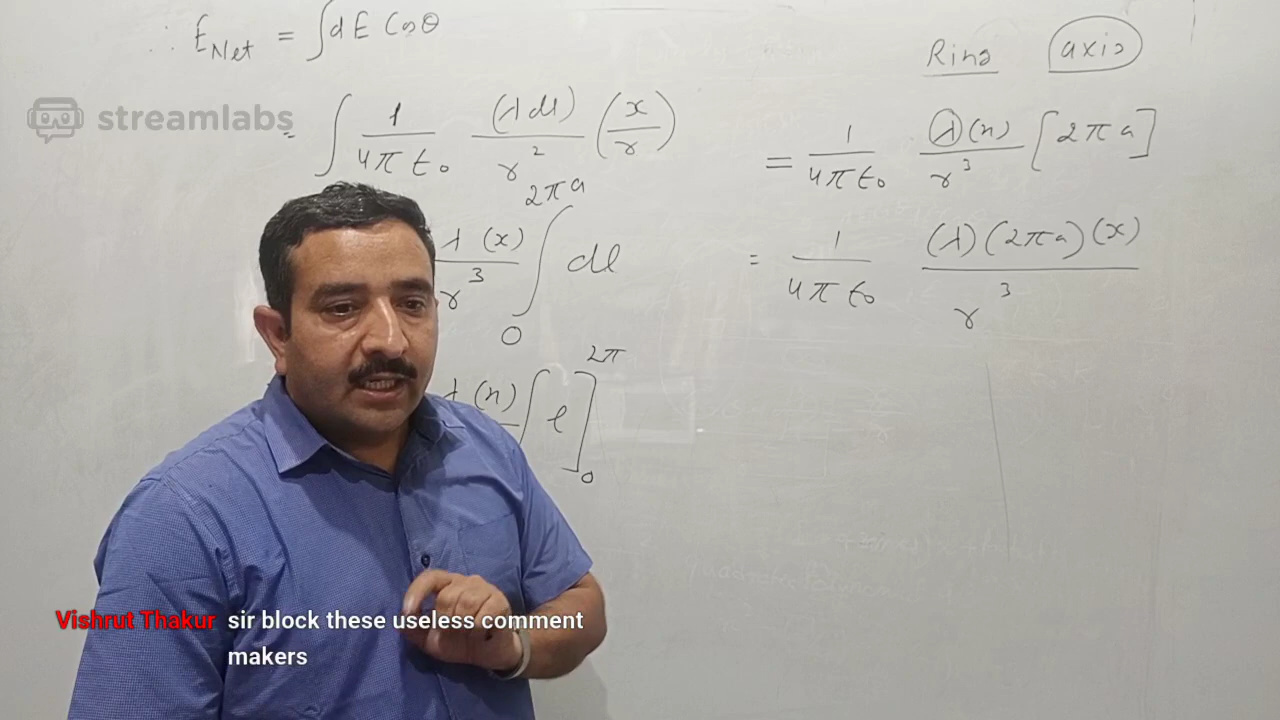 ∴ E_Net = ∫ dE Cosθ
streamlabs
= ∫ 1/4πε₀ (λdl)/r² (x/r)
λ(x)/r³ ∫₀^2πa dl
λ(x) [l]₀^2π
Ring axis
= 1/4πε₀ λ(x)/r³ [2πa]
= 1/4πε₀ (λ)(2πa)(x)/r³
Vishrut Thakur sir block these useless comment
makers